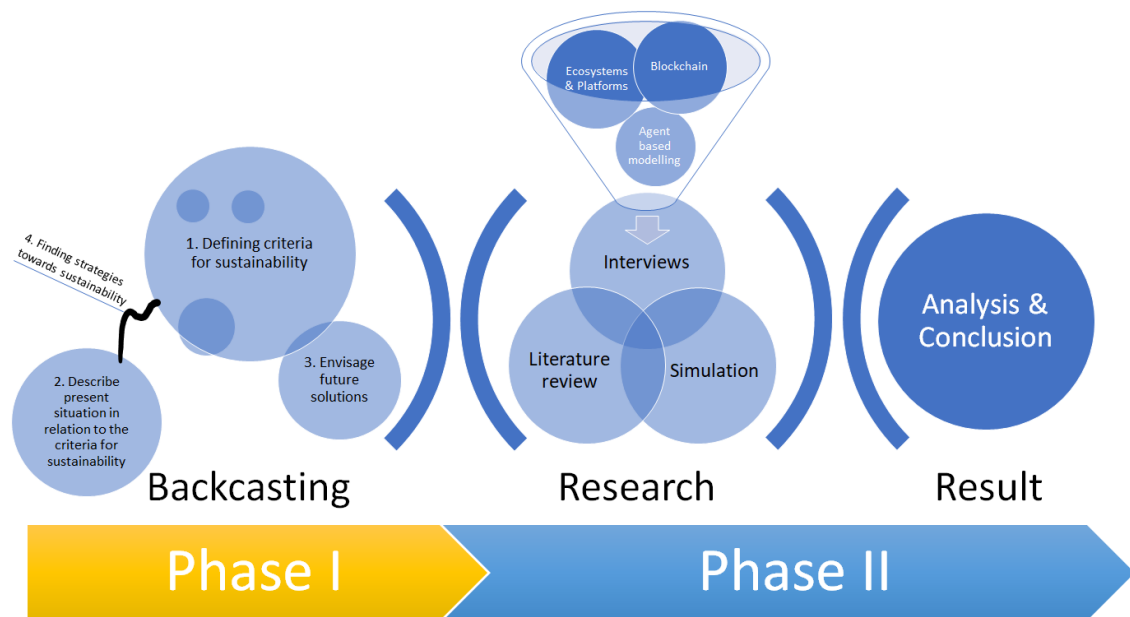 4. Finding strategies
towards sustainability
1. Defining criteria
for sustainability
2. Describe
present
situation in
relation to the
criteria for
sustainability
3. Envisage
future
solutions
Backcasting
Ecosystems
& Platforms
Blockchain
Agent
based
modelling
Interviews
Literature
review
Simulation
Research
Analysis &
Conclusion
Result
Phase I
Phase II